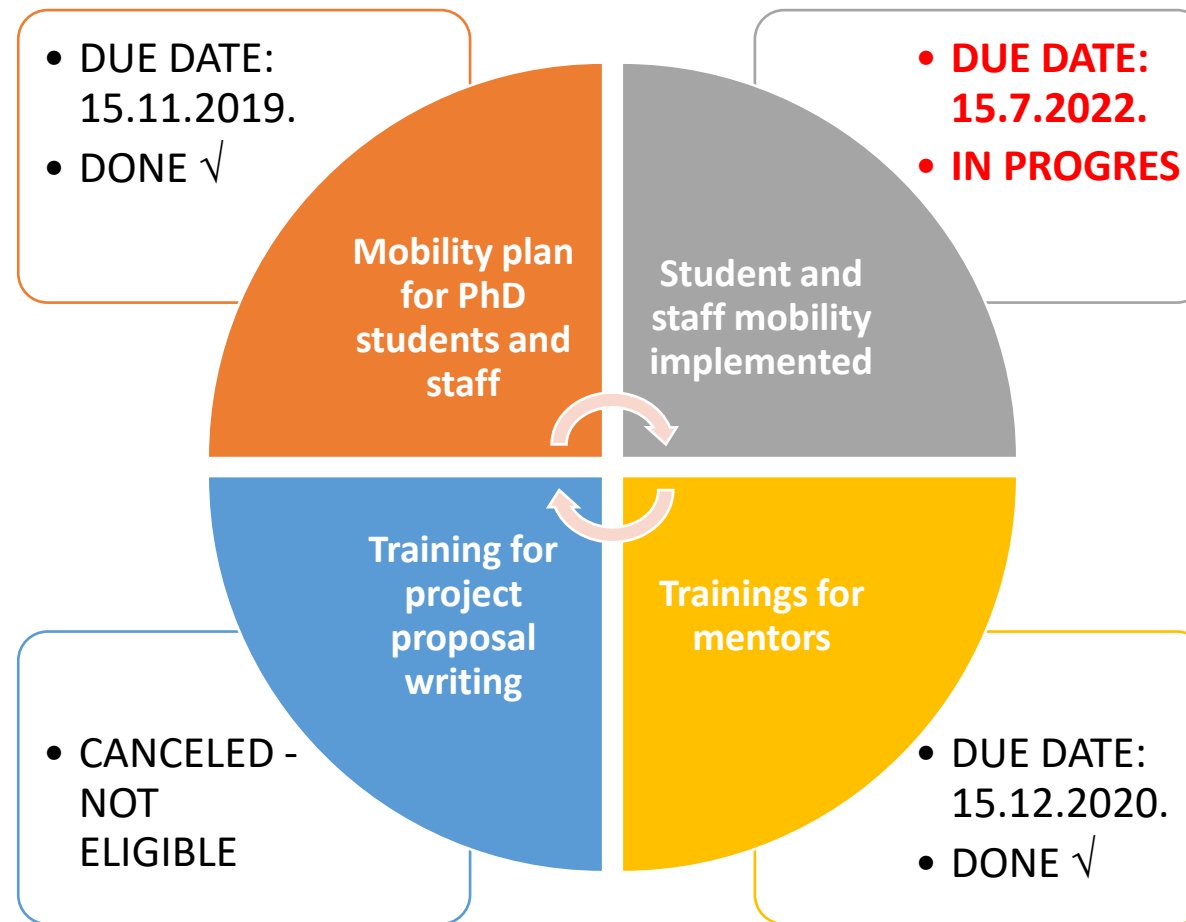 • DUE DATE:
15.11.2019.
• DONE √
• DUE DATE:
15.7.2022.
• IN PROGRES
Mobility plan
for PhD
students and
staff
Student and
staff mobility
implemented
Training for
project
proposal
writing
Trainings for
mentors
• CANCELED -
NOT
ELIGIBLE
• DUE DATE:
15.12.2020.
• DONE √